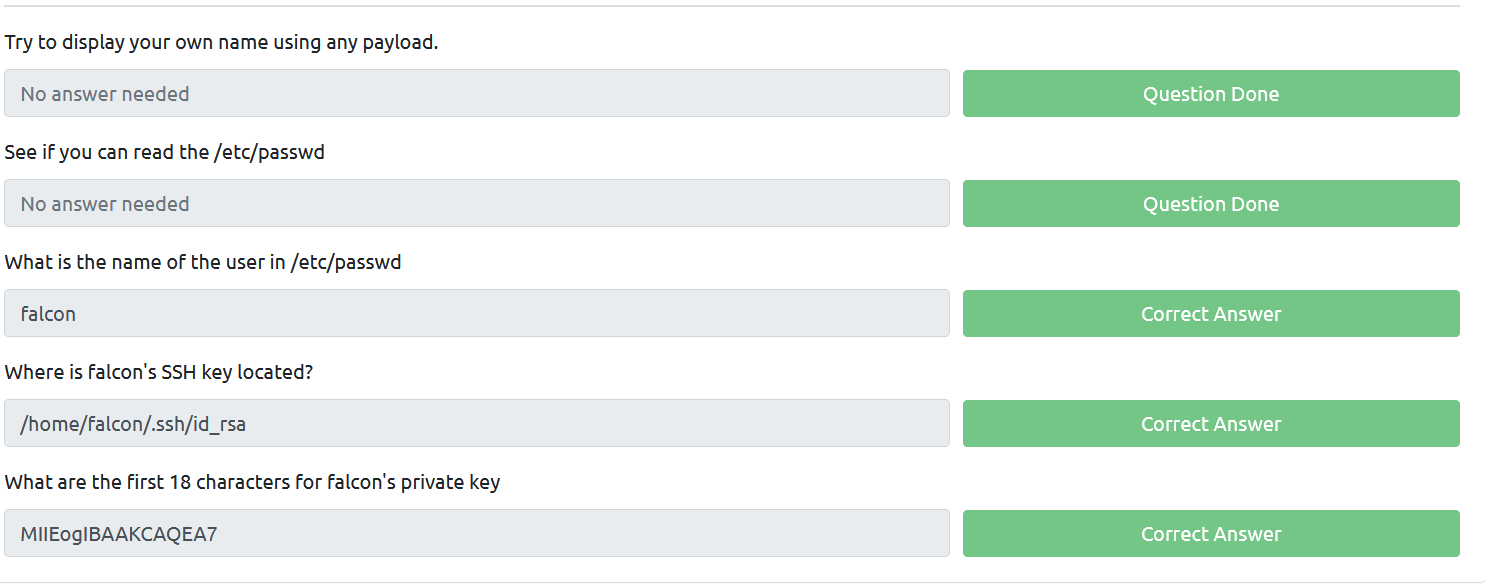 Try to display your own name using any payload.
No answer needed
Question Done
See if you can read the /etc/passwd
No answer needed
Question Done
What is the name of the user in /etc/passwd
falcon
Correct Answer
Where is falcon's SSH key located?
/home/falcon/.ssh/id_rsa
Correct Answer
What are the first 18 characters for falcon's private key
MIIEogIBAAKCAQEA7
Correct Answer